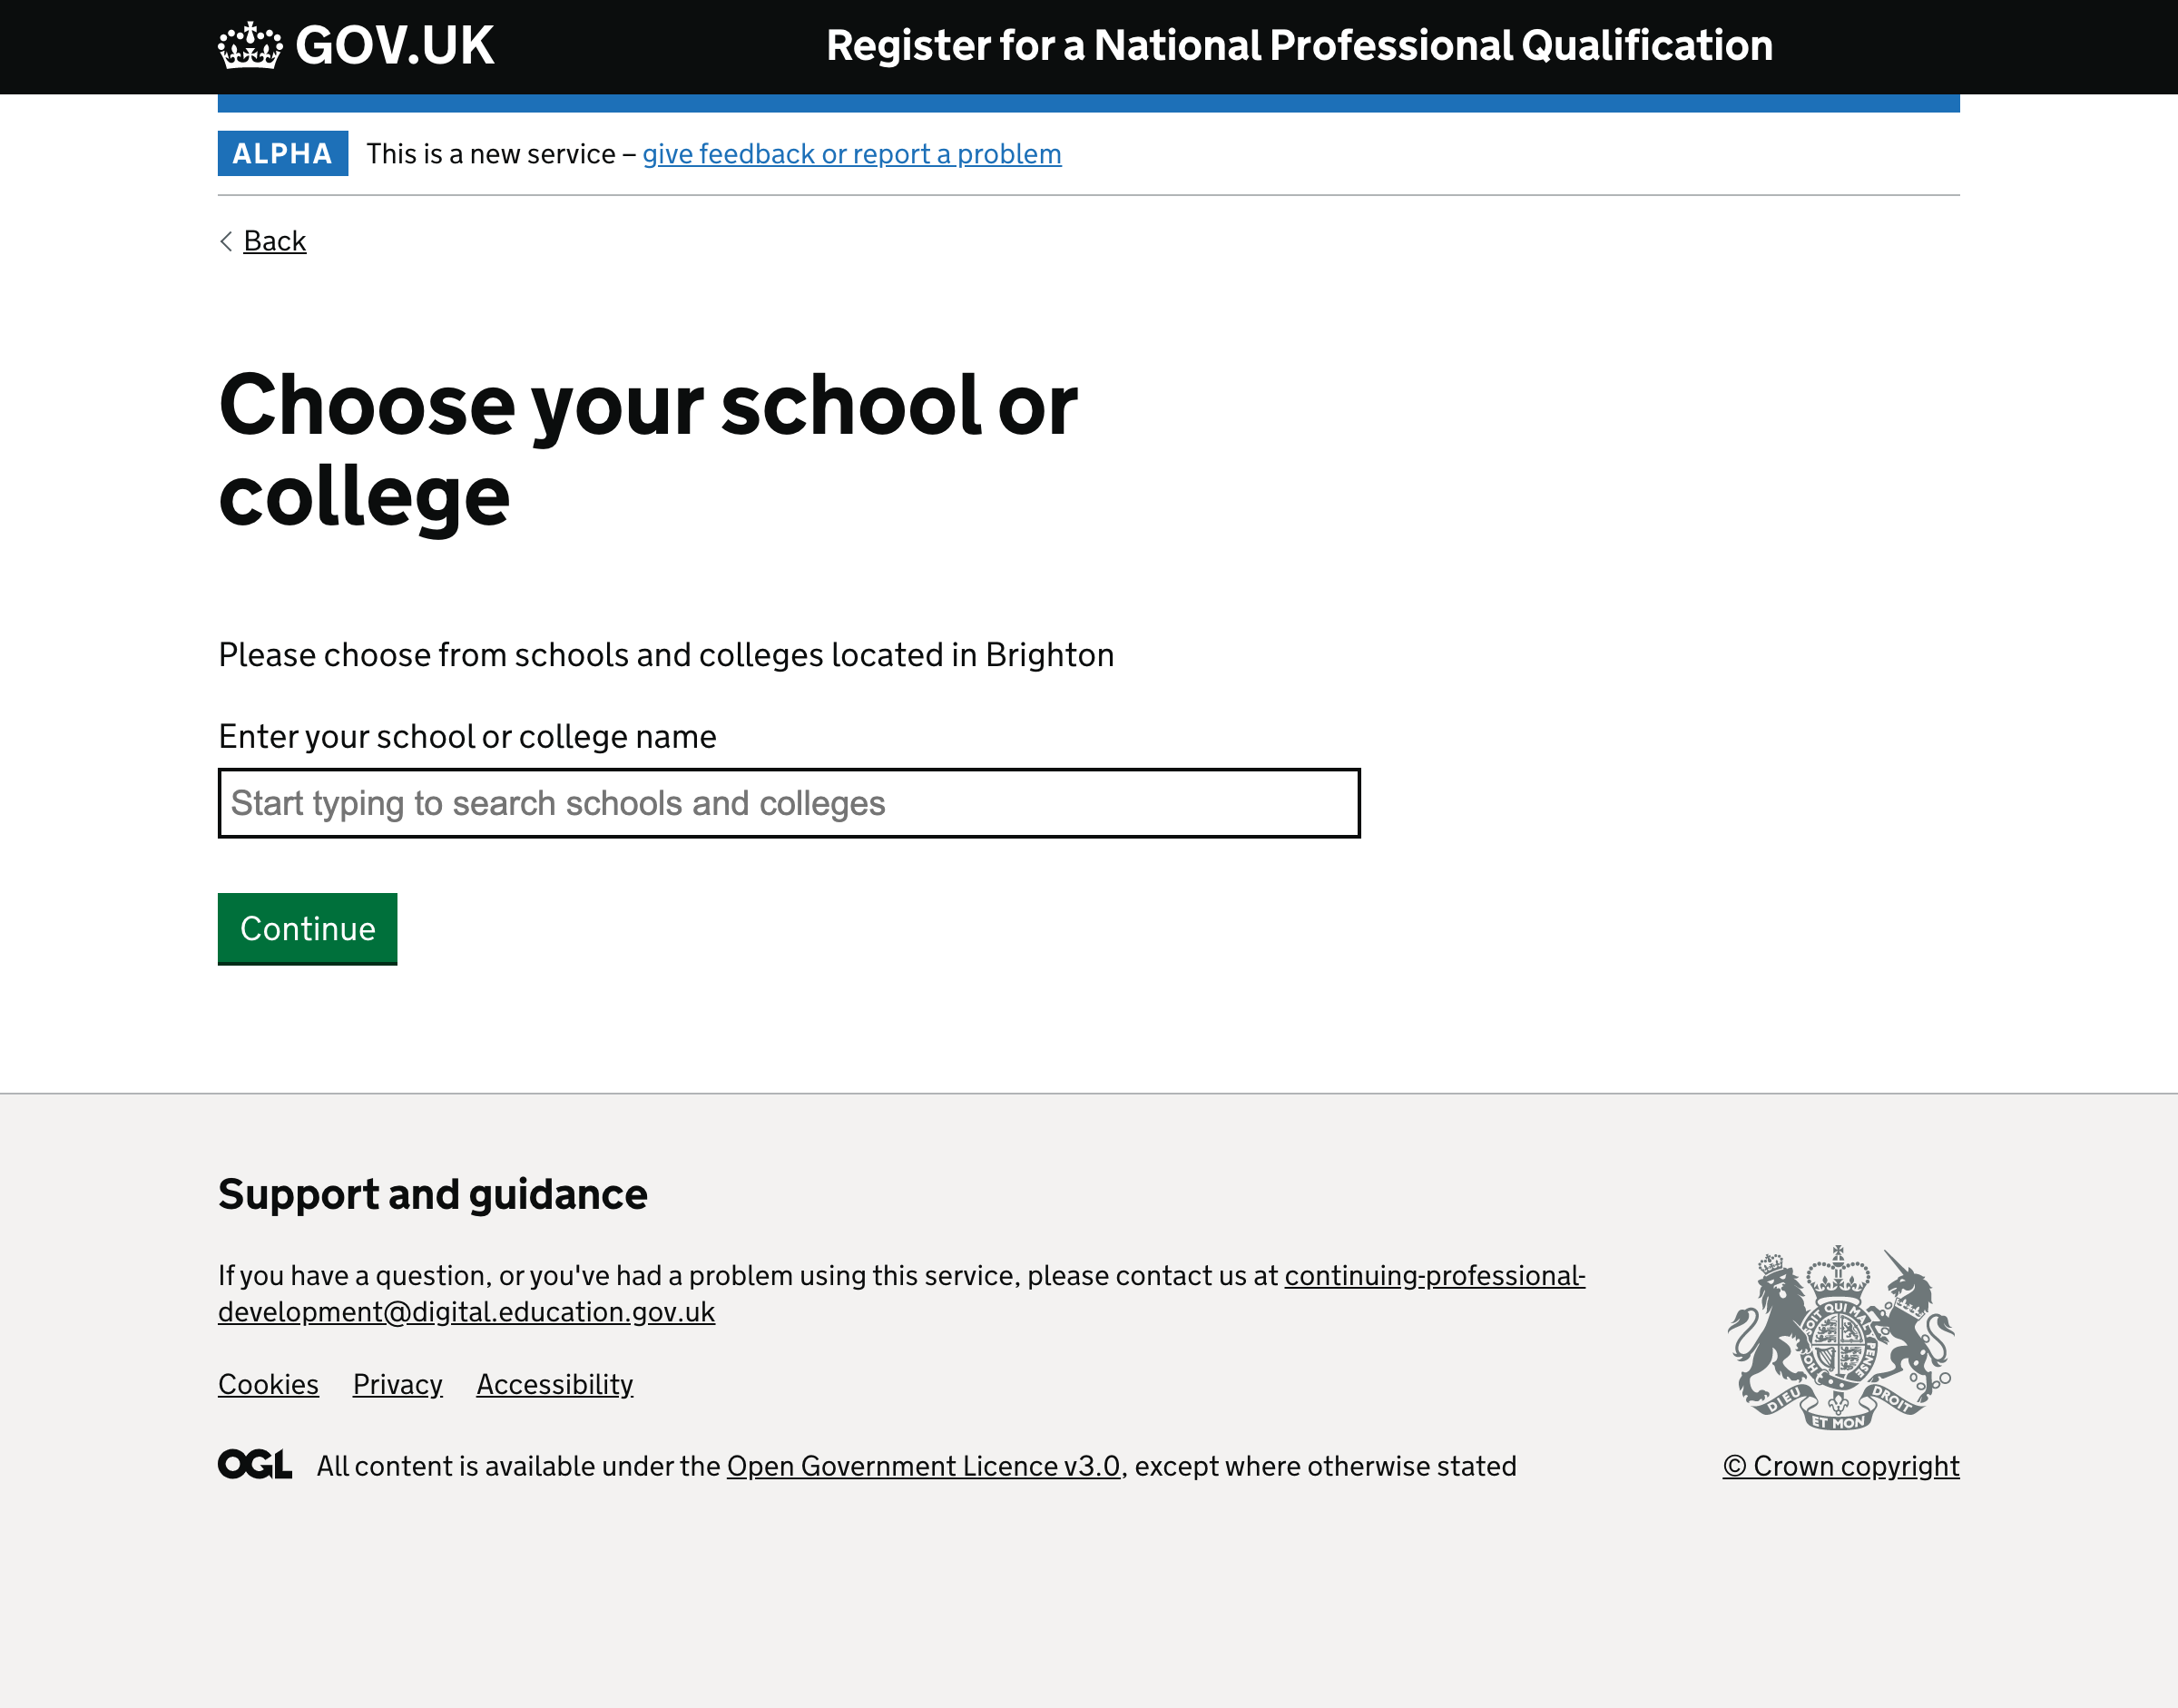 GOV.UK
Register for a National Professional Qualification
ALPHA
This is a new service – give feedback or report a problem
Back
Choose your school or
college
Please choose from schools and colleges located in Brighton
Enter your school or college name
Start typing to search schools and colleges
Continue
Support and guidance
If you have a question, or you've had a problem using this service, please contact us at continuing-professional-
development@digital.education.gov.uk
Cookies Privacy Accessibility
SOIT QUI MAL Y PENSE
DIEU ET MON DROIT
OGL All content is available under the Open Government Licence v3.0, except where otherwise stated
© Crown copyright